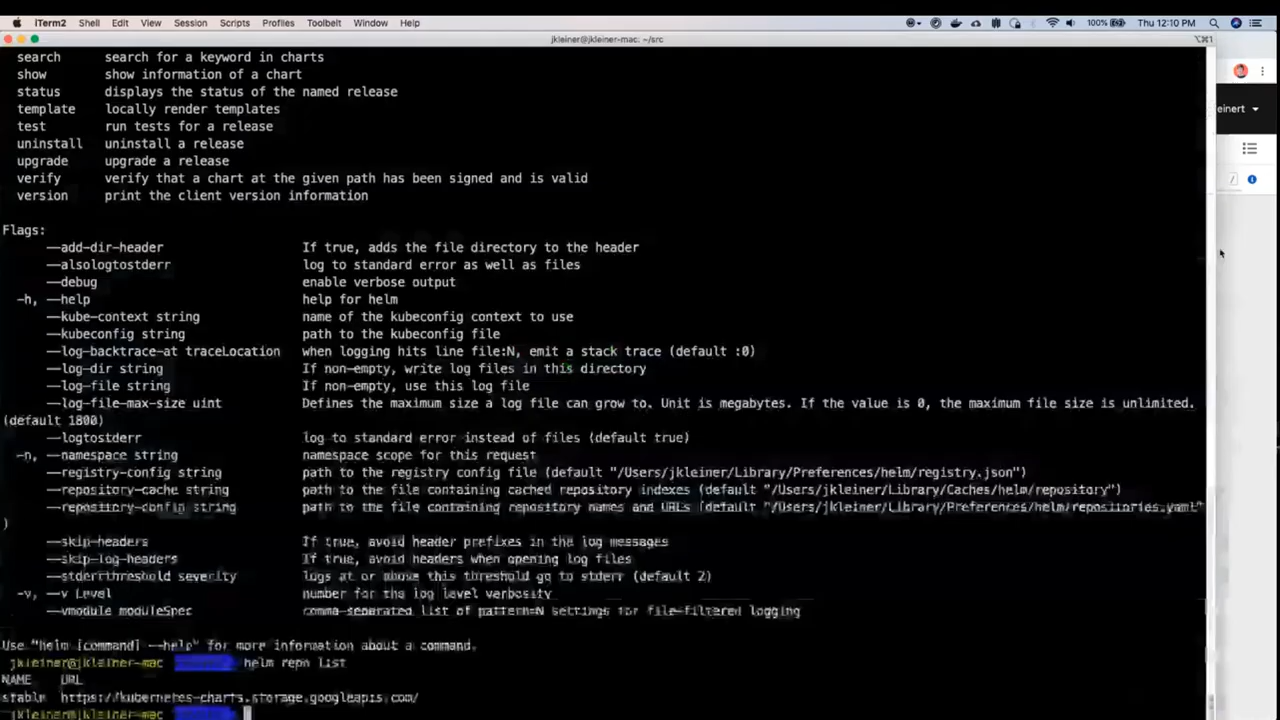 iTerm2 Shell Edit View Session Scripts Profiles Toolbelt Window Help 100% Thu 12:10 PM
jkleiner@jkleiner-mac: ~/src ⌥⌘1
search search for a keyword in charts
show show information of a chart
status displays the status of the named release
template locally render templates
test run tests for a release
uninstall uninstall a release
upgrade upgrade a release
verify verify that a chart at the given path has been signed and is valid
version print the client version information
Flags:
--add-dir-header If true, adds the file directory to the header
--alsologtostderr log to standard error as well as files
--debug enable verbose output
-h, --help help for helm
--kube-context string name of the kubeconfig context to use
--kubeconfig string path to the kubeconfig file
--log-backtrace-at traceLocation when logging hits line file:N, emit a stack trace (default :0)
--log-dir string If non-empty, write log files in this directory
--log-file string If non-empty, use this log file
--log-file-max-size uint Defines the maximum size a log file can grow to. Unit is megabytes. If the value is 0, the maximum file size is unlimited.
(default 1800)
--logtostderr log to standard error instead of files (default true)
-n, --namespace string namespace scope for this request
--registry-config string path to the registry config file (default "/Users/jkleiner/Library/Preferences/helm/registry.json")
--repository-cache string path to the file containing cached repository indexes (default "/Users/jkleiner/Library/Caches/helm/repository")
--repository-config string path to the file containing repository names and URLs (default "/Users/jkleiner/Library/Preferences/helm/repositories.yaml"
)
--skip-headers If true, avoid header prefixes in the log messages
--skip-log-headers If true, avoid headers when opening log files
--stderrthreshold severity logs at or above this threshold go to stderr (default 2)
-v, --v Level number for the log level verbosity
--vmodule moduleSpec comma-separated list of pattern=N settings for file-filtered logging
Use "helm [command] --help" for more information about a command.
jkleiner@jkleiner-mac helm repo list
NAME URL
stable https://kubernetes-charts.storage.googleapis.com/
jkleiner@jkleiner-mac
einert